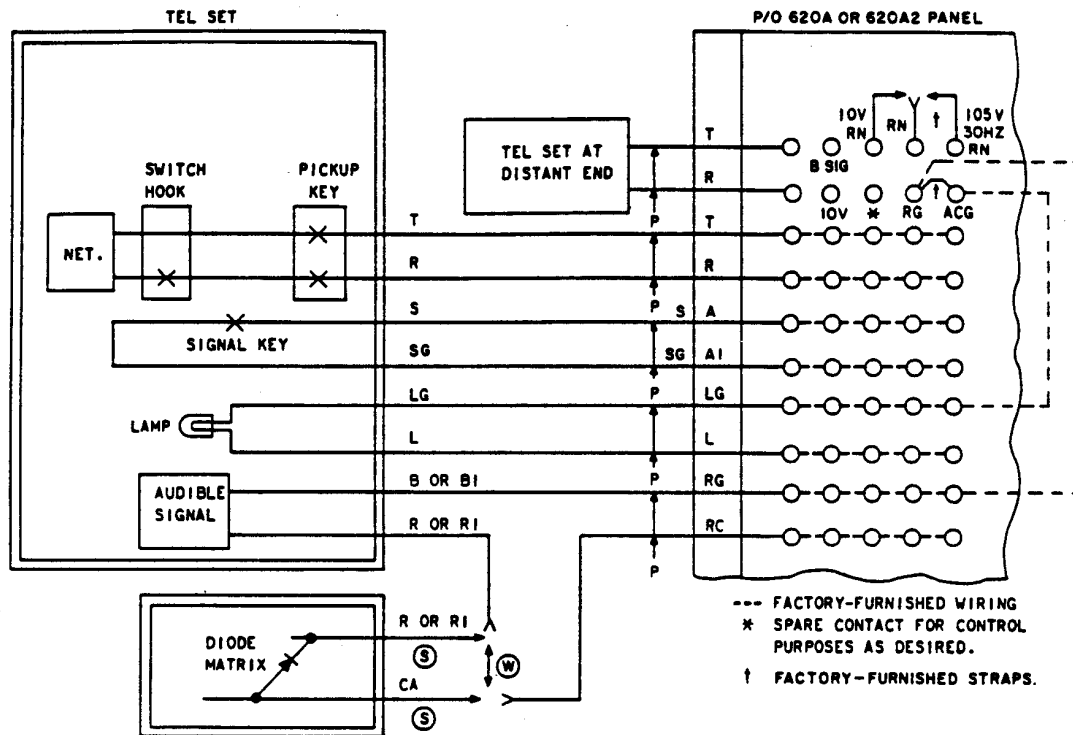 TEL SET
P/O 620A OR 620A2 PANEL
10V
RN
RN
†
105V
30HZ
RN
TEL SET AT
DISTANT END
T
B SIG
R
10V
*
RG
†
ACG
SWITCH
HOOK
PICKUP
KEY
NET.
T
P
T
R
R
S
P
S A
SIGNAL KEY
SG
SG A1
LG
P
LG
LAMP
L
L
AUDIBLE
SIGNAL
B OR B1
P
RG
R OR R1
RC
P
DIODE
MATRIX
R OR R1
S
W
CA
S
--- FACTORY-FURNISHED WIRING
* SPARE CONTACT FOR CONTROL
PURPOSES AS DESIRED.
† FACTORY-FURNISHED STRAPS.